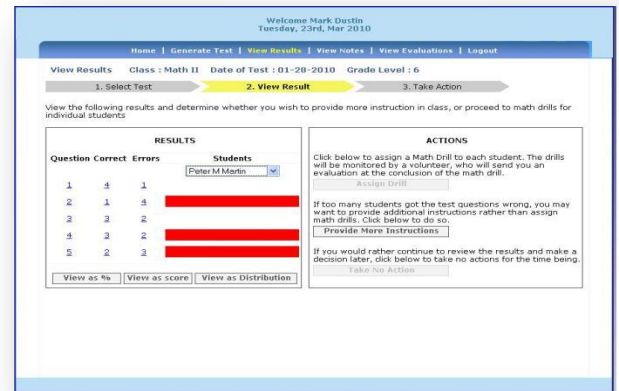 Welcome Mark Dustin
Tuesday, 23rd, Mar 2010
Home | Generate Test | View Results | View Notes | View Evaluations | Logout
View Results Class : Math II Date of Test : 01-28-2010 Grade Level : 6
1. Select Test 2. View Result 3. Take Action
View the following results and determine whether you wish to provide more instruction in class, or proceed to math drills for
individual students
RESULTS
Question Correct Errors Students
Peter M Martin
1 4 1
2 1 4
3 3 2
4 3 2
5 2 3
View as % View as score View as Distribution
ACTIONS
Click below to assign a Math Drill to each student. The drills
will be monitored by a volunteer, who will send you an
evaluation at the conclusion of the math drill.
Assign Drill
If too many students got the test questions wrong, you may
want to provide additional instructions rather than assign
math drills. Click below to do so.
Provide More Instructions
If you would rather continue to review the results and make a
decision later, click below to take no actions for the time being.
Take No Action